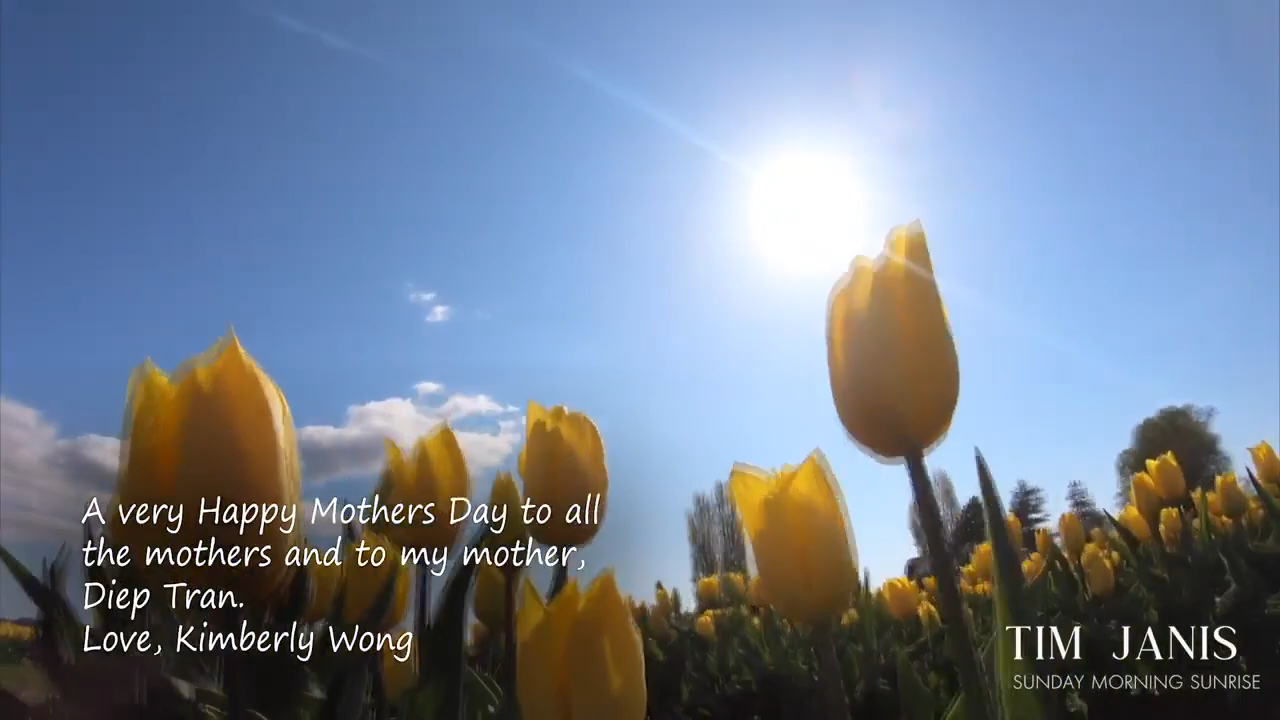 A very Happy Mothers Day to all
the mothers and to my mother,
Diep Tran.
Love, Kimberly Wong
TIM JANIS
SUNDAY MORNING SUNRISE